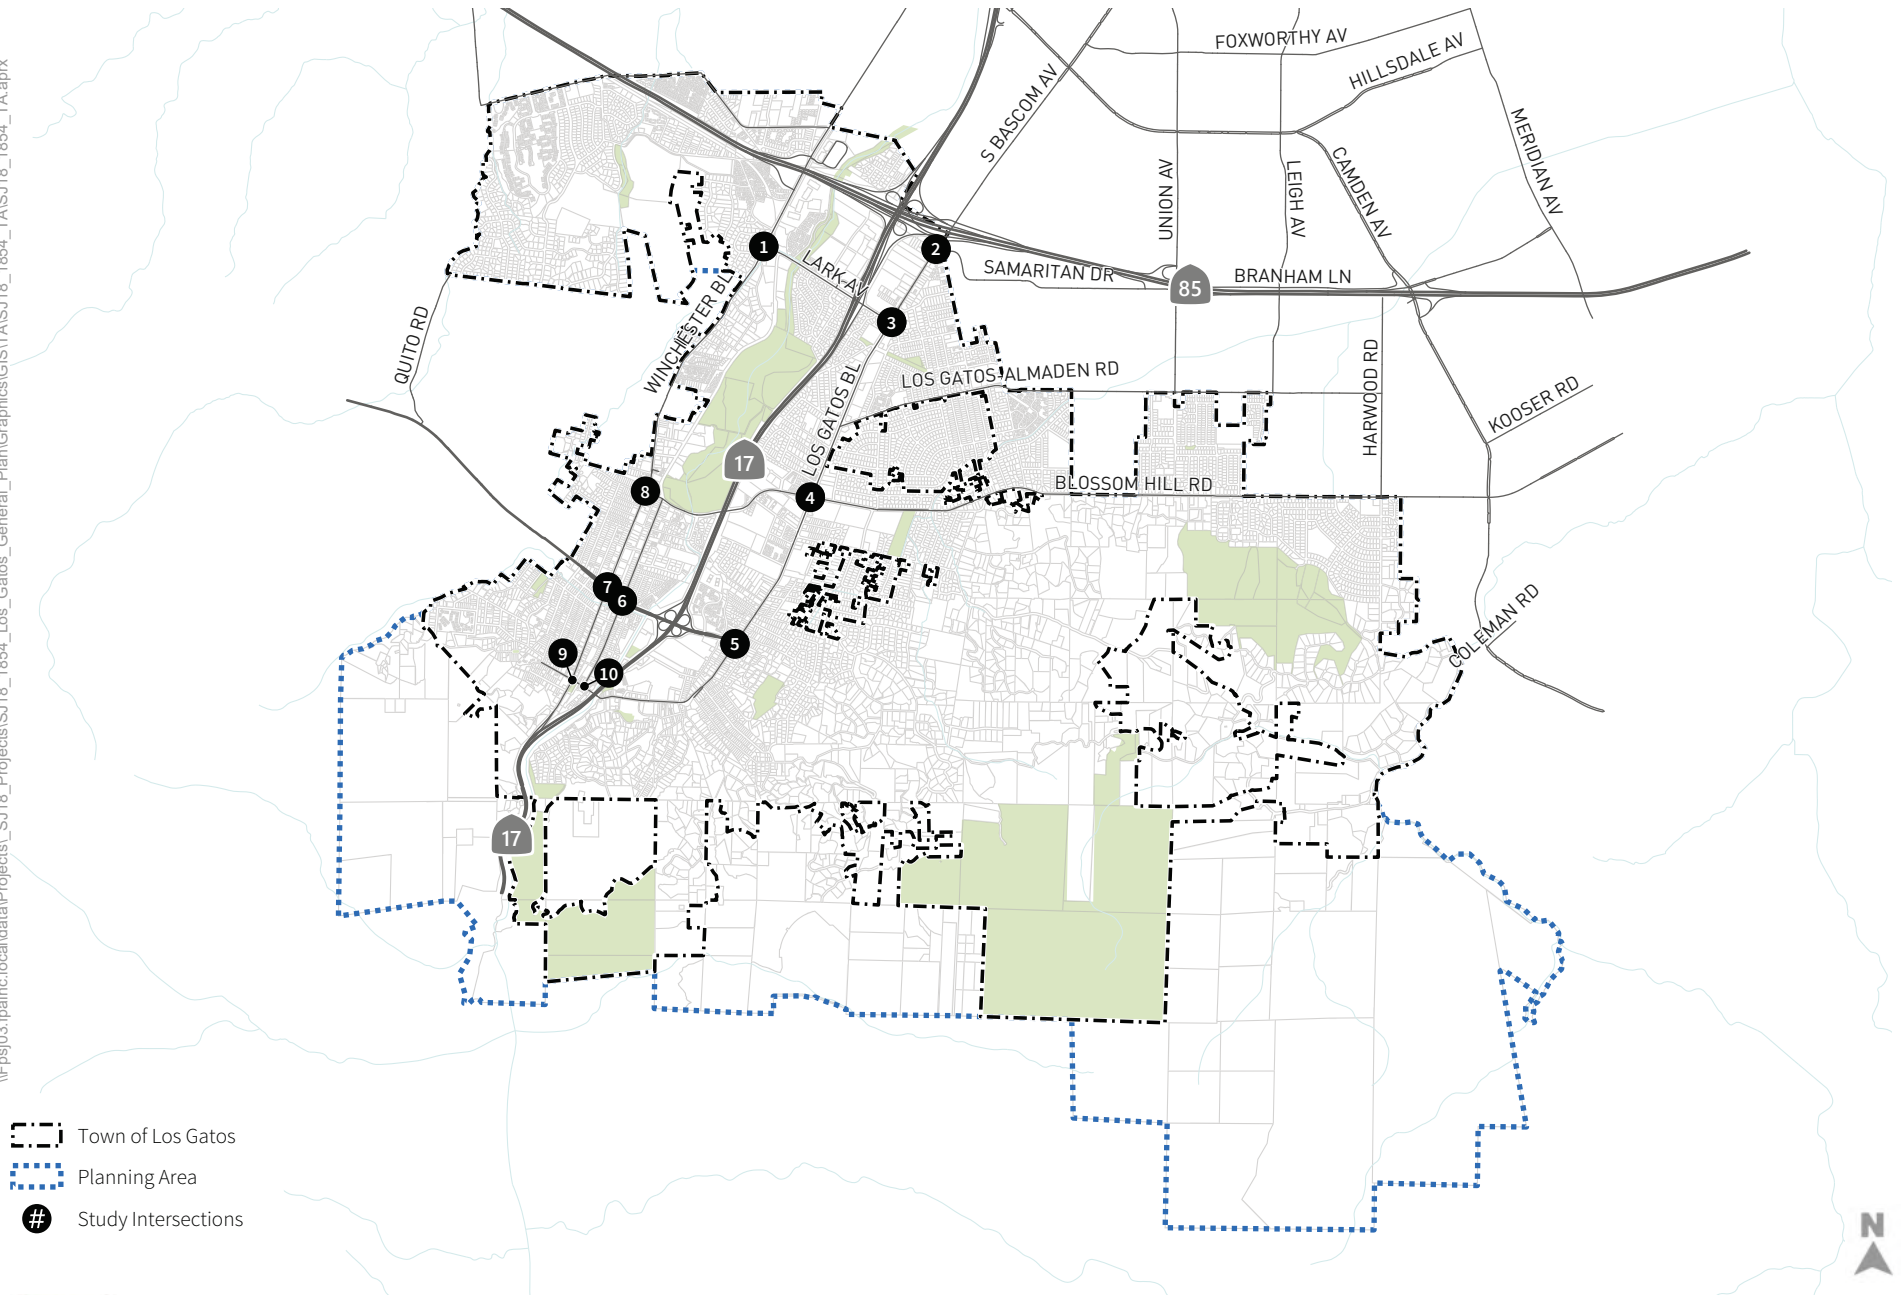 FOXWORTHY AV
HILLSDALE AV
S BASCOM AV
MERIDIAN AV
CAMDEN AV
UNION AV
LEIGH AV
1
2
LARK AV
SAMARITAN DR
BRANHAM LN
85
3
WINCHESTER BL
QUITO RD
LOS GATOS-ALMADEN RD
HARWOOD RD
KOOSER RD
LOS GATOS BL
17
8
4
BLOSSOM HILL RD
7
6
5
9
10
COLEMAN RD
17
Town of Los Gatos
Planning Area
# Study Intersections
N